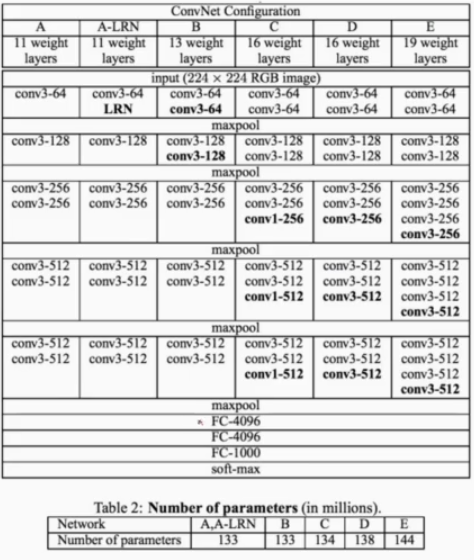 ConvNet Configuration
A A-LRN B C D E
11 weight 11 weight 13 weight 16 weight 16 weight 19 weight
layers layers layers layers layers layers
input (224 × 224 RGB image)
conv3-64 conv3-64 conv3-64 conv3-64 conv3-64 conv3-64
LRN conv3-64 conv3-64 conv3-64 conv3-64
maxpool
conv3-128 conv3-128 conv3-128 conv3-128 conv3-128 conv3-128
conv3-128 conv3-128 conv3-128 conv3-128
maxpool
conv3-256 conv3-256 conv3-256 conv3-256 conv3-256 conv3-256
conv3-256 conv3-256 conv3-256 conv3-256 conv3-256 conv3-256
conv1-256 conv3-256 conv3-256
conv3-256
maxpool
conv3-512 conv3-512 conv3-512 conv3-512 conv3-512 conv3-512
conv3-512 conv3-512 conv3-512 conv3-512 conv3-512 conv3-512
conv1-512 conv3-512 conv3-512
conv3-512
maxpool
conv3-512 conv3-512 conv3-512 conv3-512 conv3-512 conv3-512
conv3-512 conv3-512 conv3-512 conv3-512 conv3-512 conv3-512
conv1-512 conv3-512 conv3-512
conv3-512
maxpool
FC-4096
FC-4096
FC-1000
soft-max
Table 2: Number of parameters (in millions).
Network A,A-LRN B C D E
Number of parameters 133 133 134 138 144